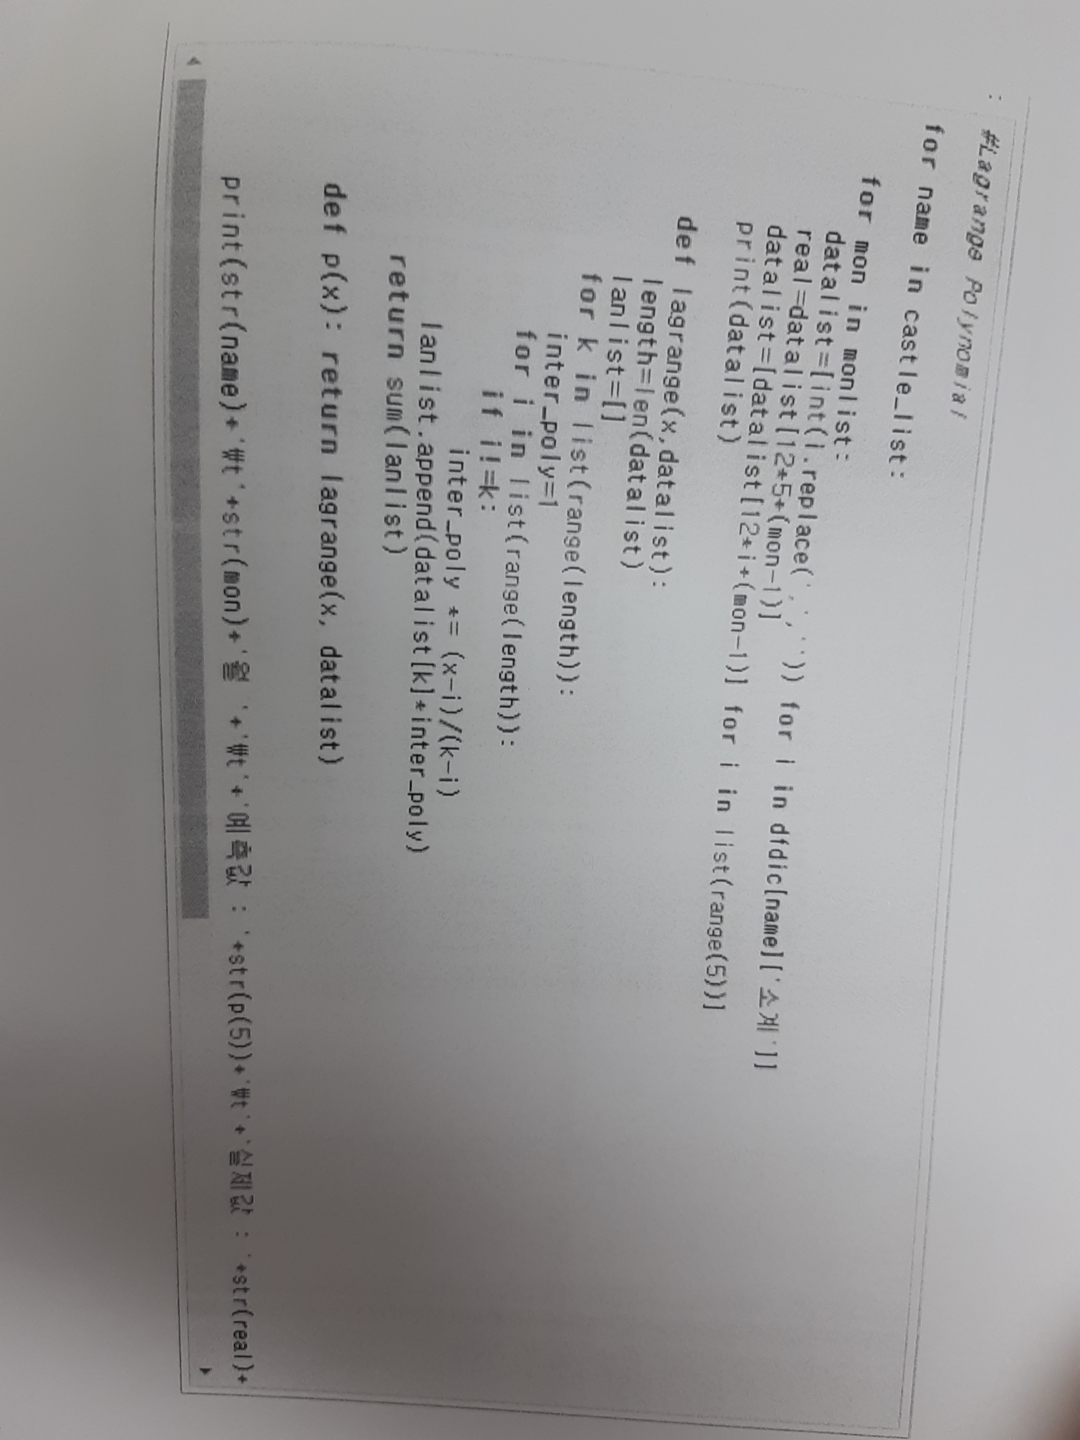 #Lagrange Polynomial
for name in castle_list:
for mon in monlist:
datalist=[int(i.replace(',','')) for i in dfdic[name]['소계']]
real=datalist[12*5+(mon-1)]
datalist=[datalist[12*i+(mon-1)] for i in list(range(5))]
print(datalist)
def lagrange(x,datalist):
length=len(datalist)
lanlist=[]
for k in list(range(length)):
inter_poly=1
for i in list(range(length)):
if i!=k:
inter_poly *= (x-i)/(k-i)
lanlist.append(datalist[k]*inter_poly)
return sum(lanlist)
def p(x): return lagrange(x, datalist)
print(str(name)+'₩t'+str(mon)+'월 '+'₩t'+'예측값 : '+str(p(5))+'₩t'+'실제값 : '+str(real)+